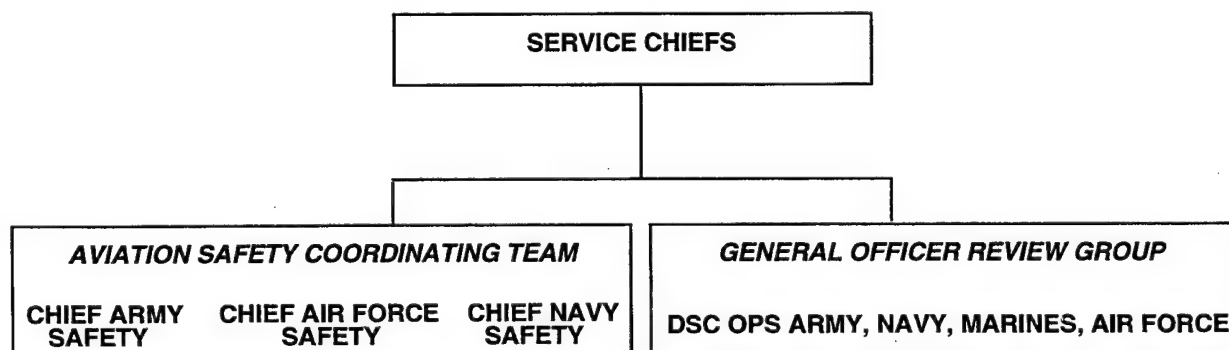 SERVICE CHIEFS
AVIATION SAFETY COORDINATING TEAM
CHIEF ARMY SAFETY
CHIEF AIR FORCE SAFETY
CHIEF NAVY SAFETY
GENERAL OFFICER REVIEW GROUP
DSC OPS ARMY, NAVY, MARINES, AIR FORCE